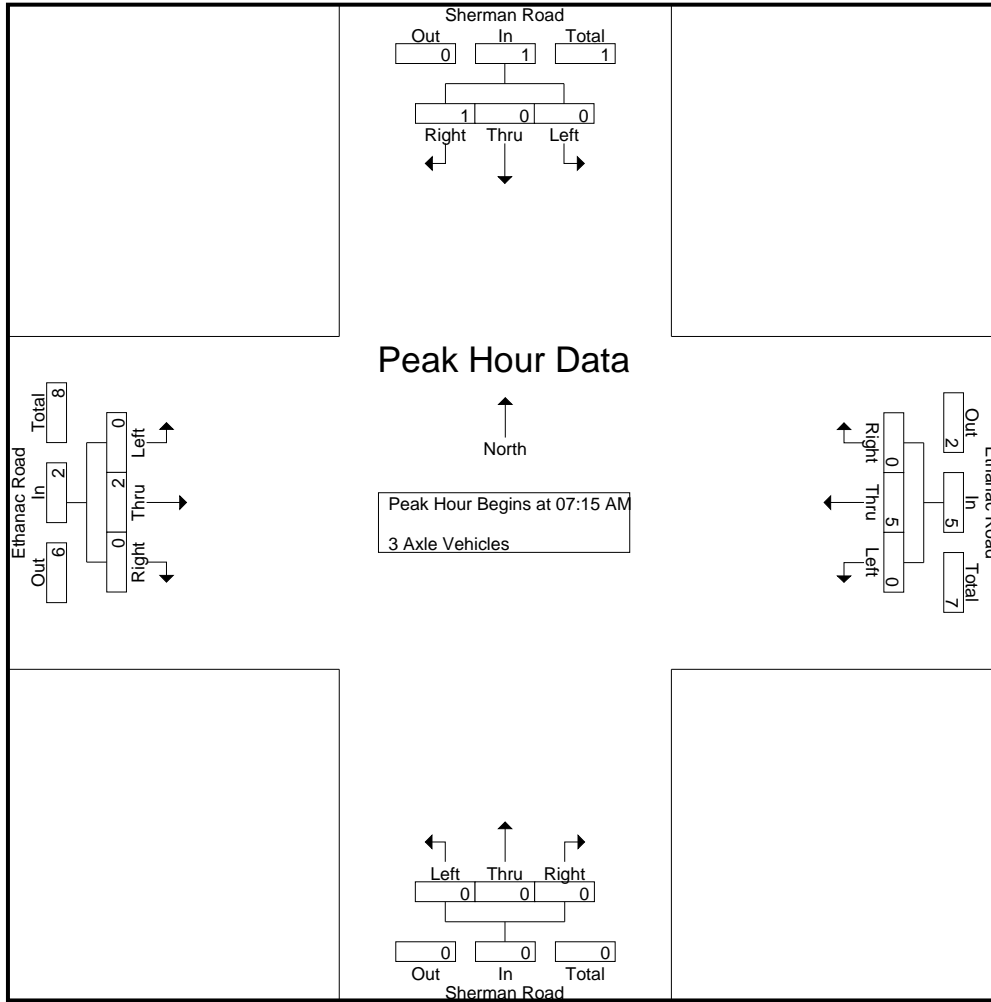 Sherman Road
Out In Total
0 1 1
1 0 0
Right Thru Left
Peak Hour Data
North
Peak Hour Begins at 07:15 AM
3 Axle Vehicles
Ethanac Road
Total In Out
8 2 6
0 2 0
Left Thru Right
Right Thru Left
0 5 0
Out In Total
2 5 7
Ethanac Road
Left Thru Right
0 0 0
0 0 0
Out In Total
Sherman Road